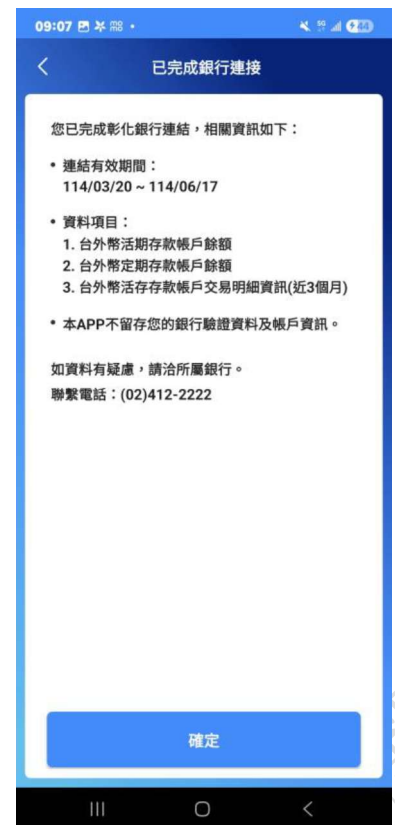 09:07
已完成銀行連接
您已完成彰化銀行連結，相關資訊如下：
• 連結有效期間：
114/03/20 ~ 114/06/17
• 資料項目：
1. 台外幣活期存款帳戶餘額
2. 台外幣定期存款帳戶餘額
3. 台外幣活存存款帳戶交易明細資訊(近3個月)
• 本APP不留存您的銀行驗證資料及帳戶資訊。
如資料有疑慮，請洽所屬銀行。
聯繫電話：(02)412-2222
確定